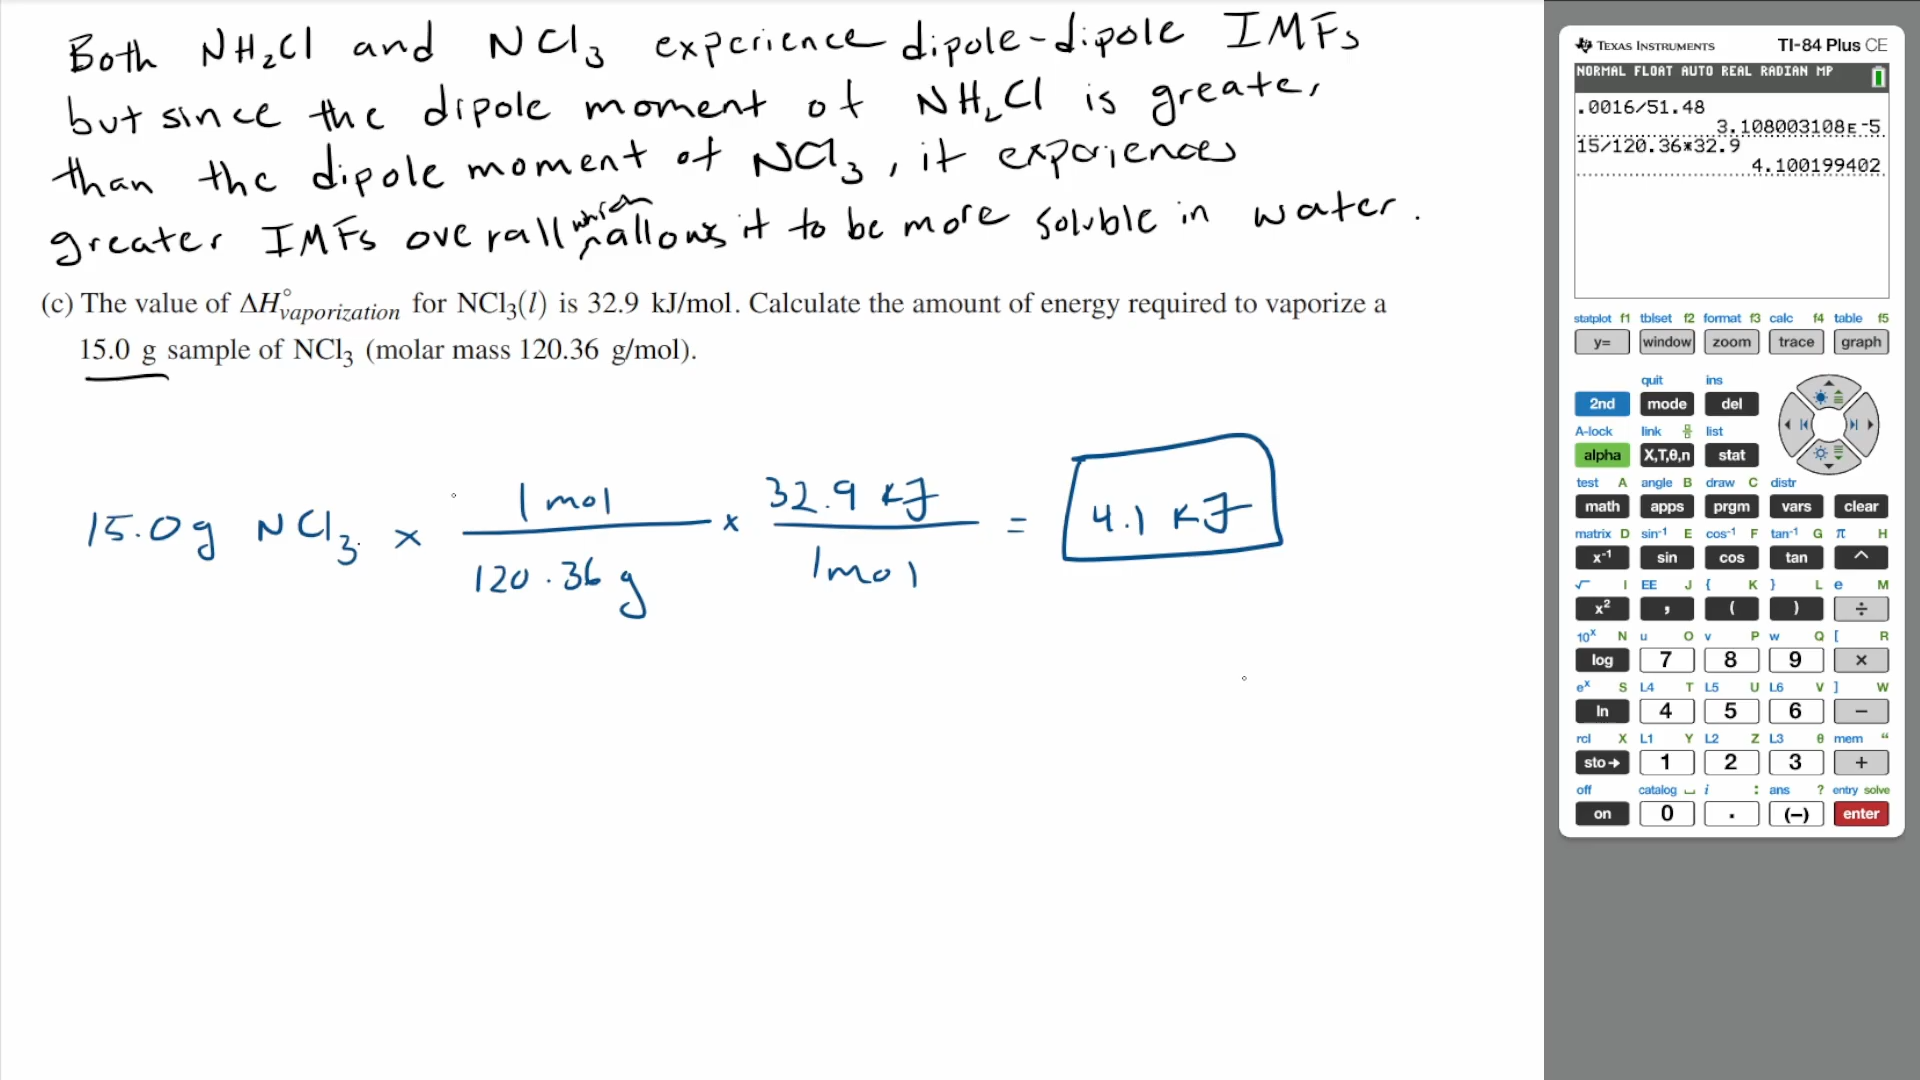 Both NH₂Cl and NCl₃ experience dipole-dipole IMFs
but since the dipole moment of NH₂Cl is greater
than the dipole moment of NCl₃, it experiences
greater IMFs overall which allows it to be more soluble in water.
(c) The value of ΔH°vaporization for NCl₃(l) is 32.9 kJ/mol. Calculate the amount of energy required to vaporize a
15.0 g sample of NCl₃ (molar mass 120.36 g/mol).
15.0g NCl₃ × 1 mol / 120.36 g × 32.9 kJ / 1 mol = 4.1 kJ
TEXAS INSTRUMENTS TI-84 Plus CE
NORMAL FLOAT AUTO REAL RADIAN MP
.0016/51.48
3.108003108ᴇ-5
15/120.36*32.9
4.100199402
statplot f1 tblset f2 format f3 calc f4 table f5
y= window zoom trace graph
quit ins
2nd mode del
A-lock link list
alpha X,T,θ,n stat
test A angle B draw C distr
math apps prgm vars clear
matrix D sin⁻¹ E cos⁻¹ F tan⁻¹ G π H
x⁻¹ sin cos tan ^
√ I EE J { K } L e M
x² , ( ) ÷
10ˣ N u O v P w Q [ R
log 7 8 9 ×
eˣ S L4 T L5 U L6 V ] W
ln 4 5 6 −
rcl X L1 Y L2 Z L3 θ mem "
sto→ 1 2 3 +
off catalog ⎵ i : ans ? entry solve
on 0 . (−) enter